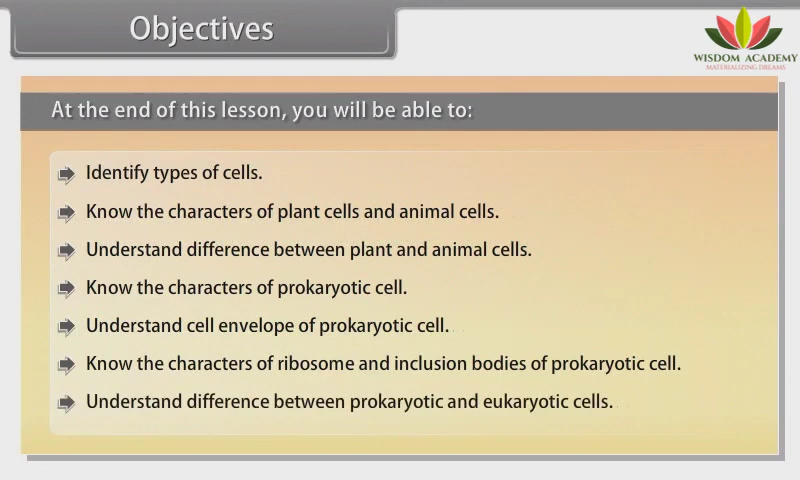 Objectives
WISDOM ACADEMY
MATERIALIZING DREAMS
At the end of this lesson, you will be able to:
Identify types of cells.
Know the characters of plant cells and animal cells.
Understand difference between plant and animal cells.
Know the characters of prokaryotic cell.
Understand cell envelope of prokaryotic cell.
Know the characters of ribosome and inclusion bodies of prokaryotic cell.
Understand difference between prokaryotic and eukaryotic cells.